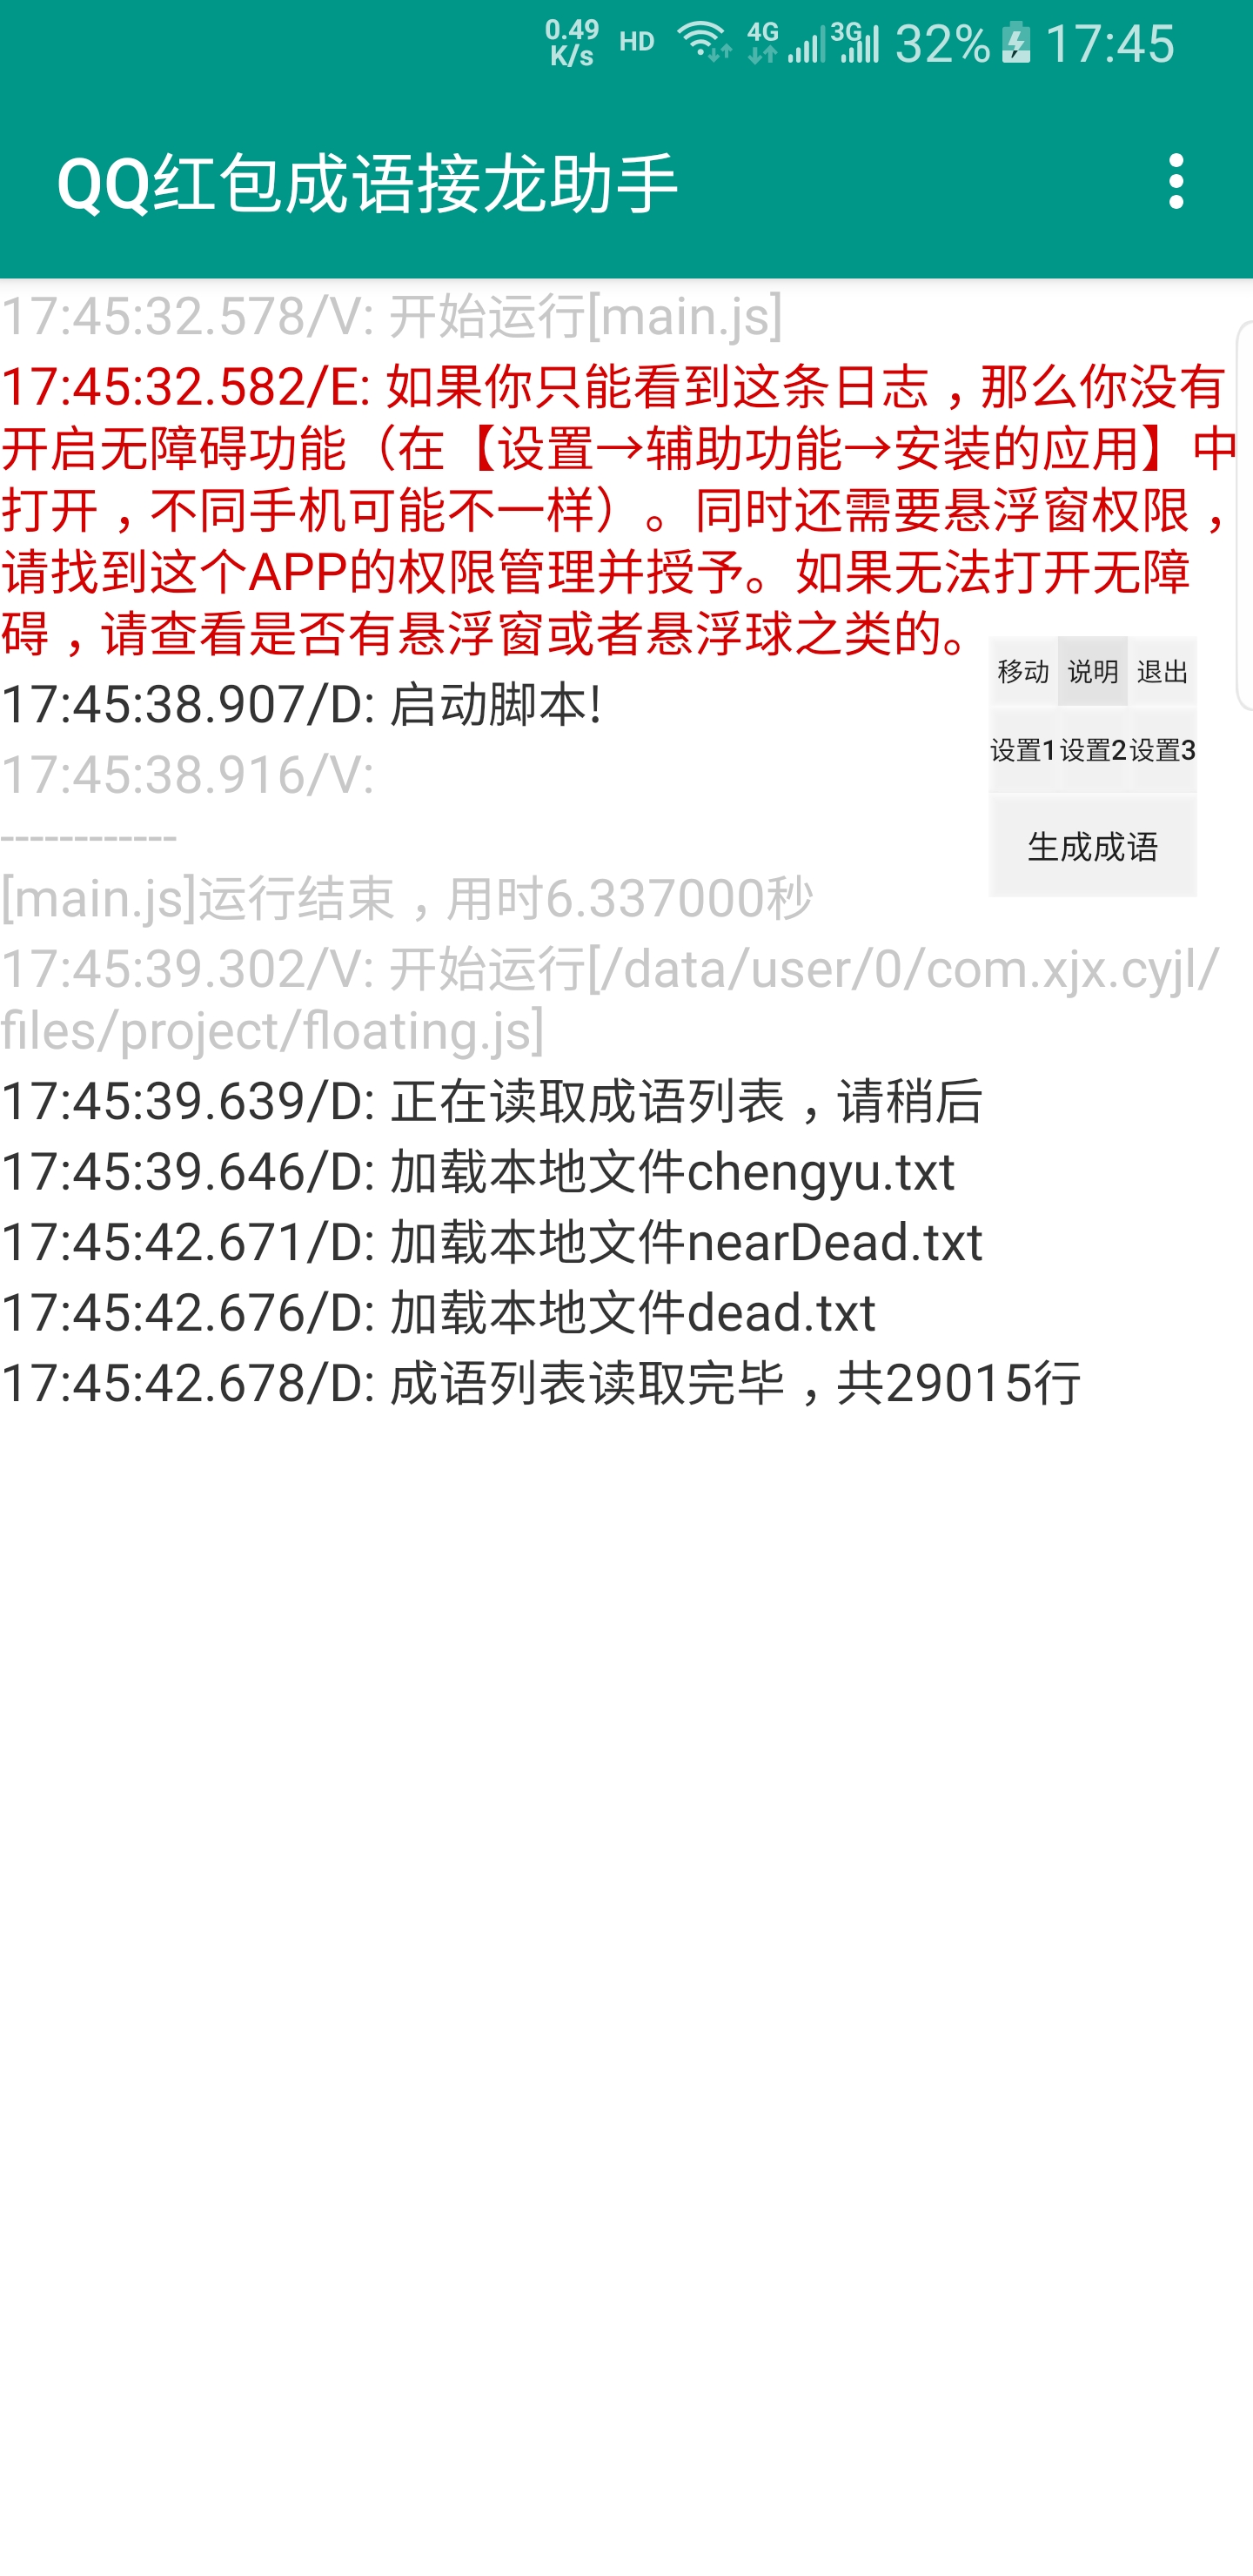 0.49
K/s
HD
4G
3G
32%
17:45
QQ红包成语接龙助手
17:45:32.578/V: 开始运行[main.js]
17:45:32.582/E: 如果你只能看到这条日志，那么你没有
开启无障碍功能（在【设置→辅助功能→安装的应用】中
打开，不同手机可能不一样）。同时还需要悬浮窗权限，
请找到这个APP的权限管理并授予。如果无法打开无障
碍，请查看是否有悬浮窗或者悬浮球之类的。
移动 说明 退出
17:45:38.907/D: 启动脚本!
设置1 设置2 设置3
17:45:38.916/V:
------------
生成成语
[main.js]运行结束，用时6.337000秒
17:45:39.302/V: 开始运行[/data/user/0/com.xjx.cyjl/
files/project/floating.js]
17:45:39.639/D: 正在读取成语列表，请稍后
17:45:39.646/D: 加载本地文件chengyu.txt
17:45:42.671/D: 加载本地文件nearDead.txt
17:45:42.676/D: 加载本地文件dead.txt
17:45:42.678/D: 成语列表读取完毕，共29015行